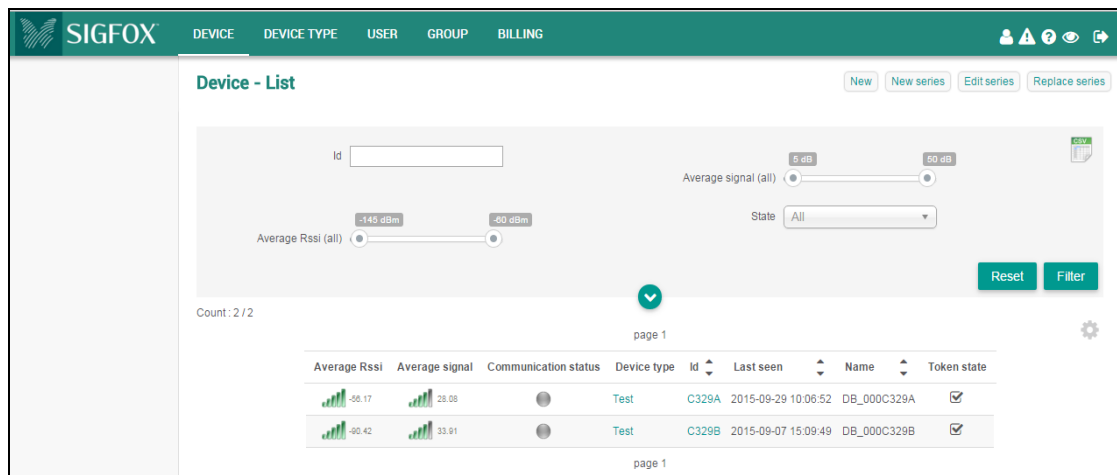 SIGFOX DEVICE DEVICE TYPE USER GROUP BILLING
Device - List New New series Edit series Replace series
CSV
Id 5 dB 50 dB
Average signal (all)
-145 dBm -60 dBm State All
Average Rssi (all)
Reset Filter
Count : 2 / 2
page 1
Average Rssi Average signal Communication status Device type Id Last seen Name Token state
-56.17 28.08 Test C329A 2015-09-29 10:06:52 DB_000C329A
-90.42 33.91 Test C329B 2015-09-07 15:09:49 DB_000C329B
page 1